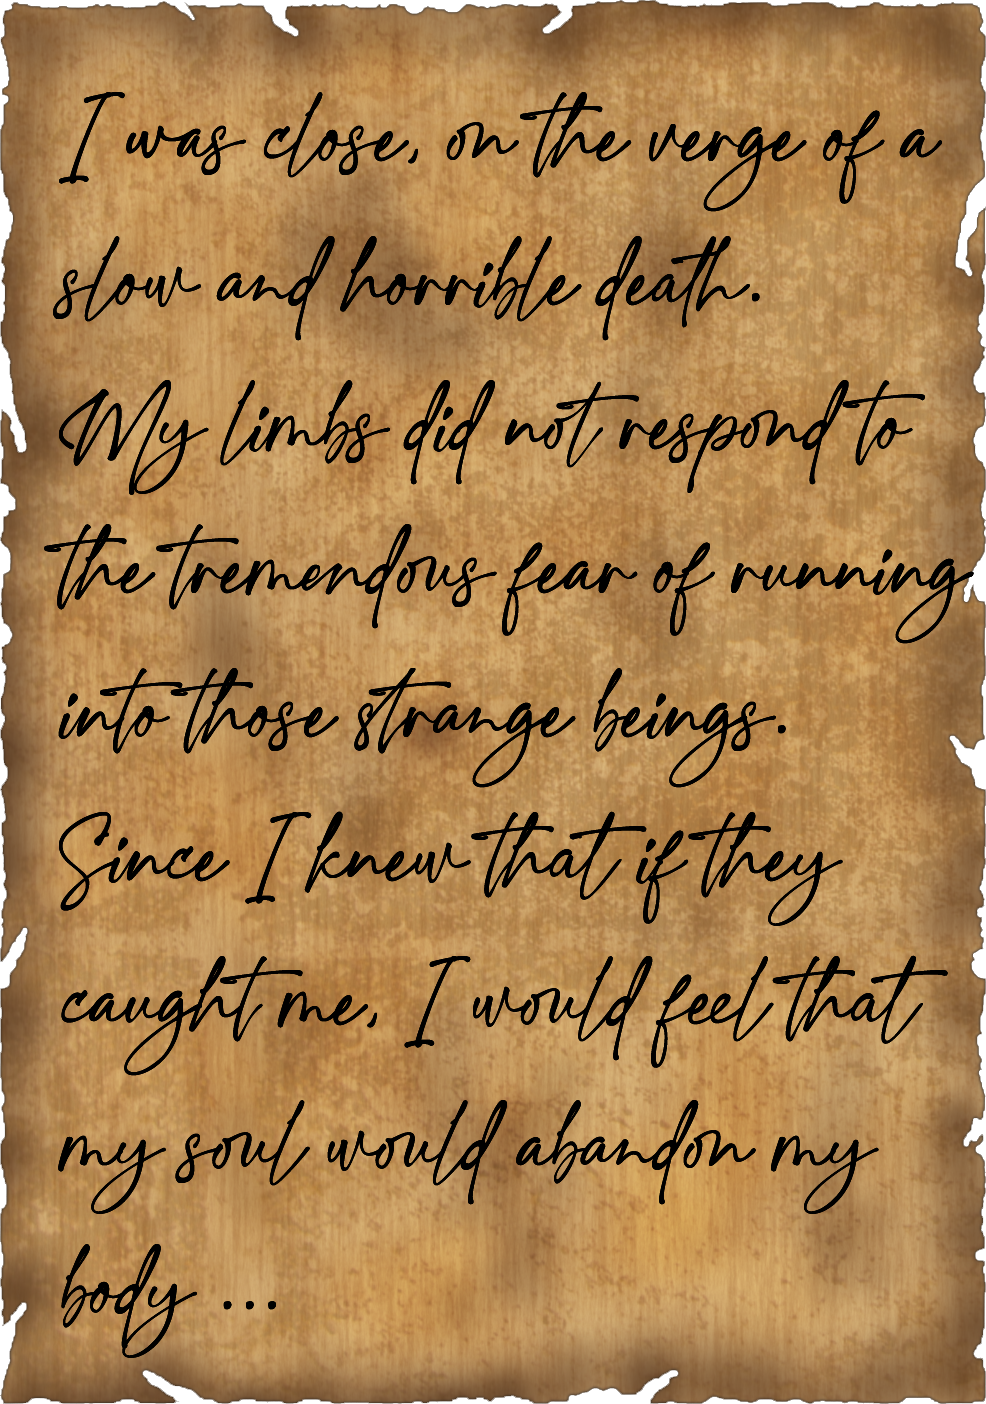 I was close, on the verge of a
slow and horrible death.
My limbs did not respond to
the tremendous fear of running
into those strange beings.
Since I knew that if they
caught me, I would feel that
my soul would abandon my
body ...